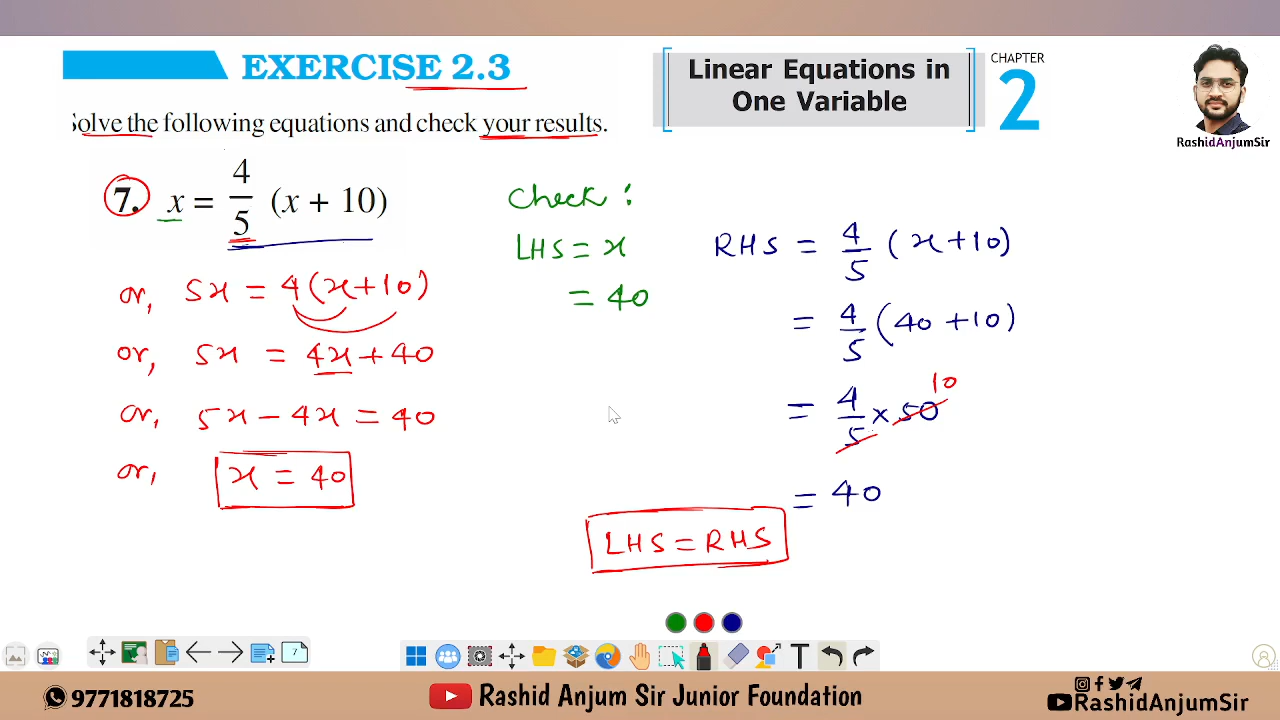 EXERCISE 2.3
Linear Equations in
One Variable
CHAPTER
2
RashidAnjumSir
Solve the following equations and check your results.
7. x = 4/5 (x + 10)
or, 5x = 4(x+10)
or, 5x = 4x+40
or, 5x - 4x = 40
or, x = 40
Check :
LHS = x
= 40
RHS = 4/5 (x+10)
= 4/5 (40 +10)
= 4/5 × 50 10
= 40
LHS = RHS
7
T
9771818725
Rashid Anjum Sir Junior Foundation
RashidAnjumSir